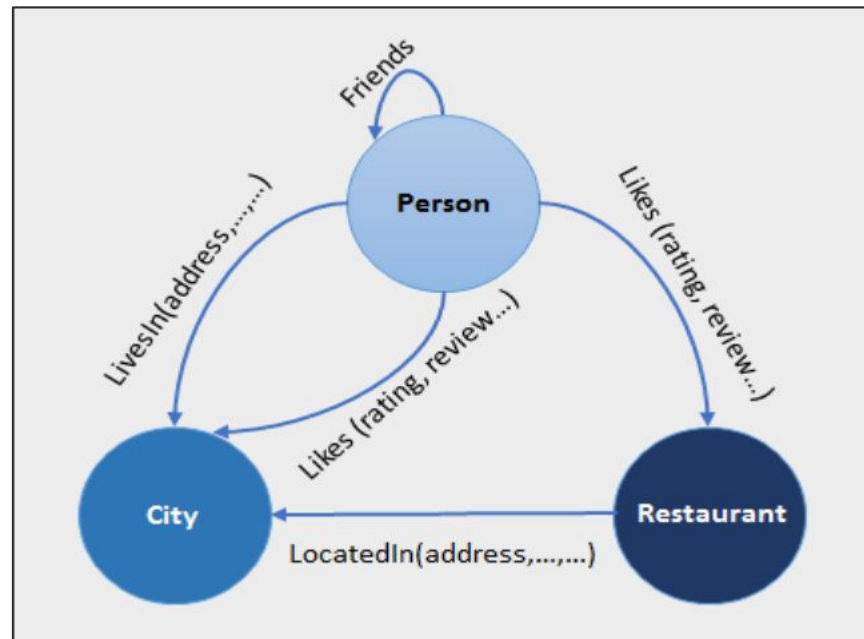 Friends
Person
LivesIn(address,...,...)
Likes (rating, review...)
Likes (rating, review...)
City
Restaurant
LocatedIn(address,...,...)